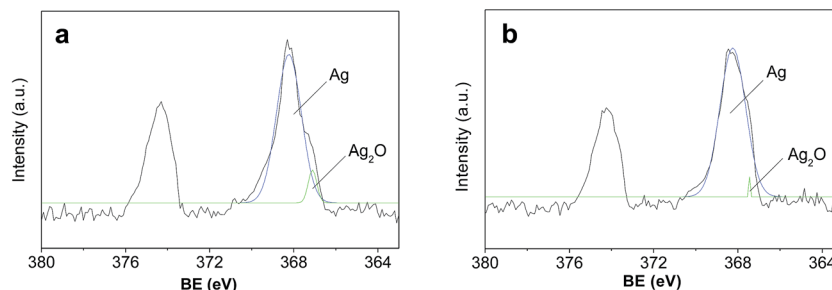 a
Intensity (a.u.)
Ag
Ag₂O
380 376 372 368 364
BE (eV)
b
Intensity (a.u.)
Ag
Ag₂O
380 376 372 368 364
BE (eV)